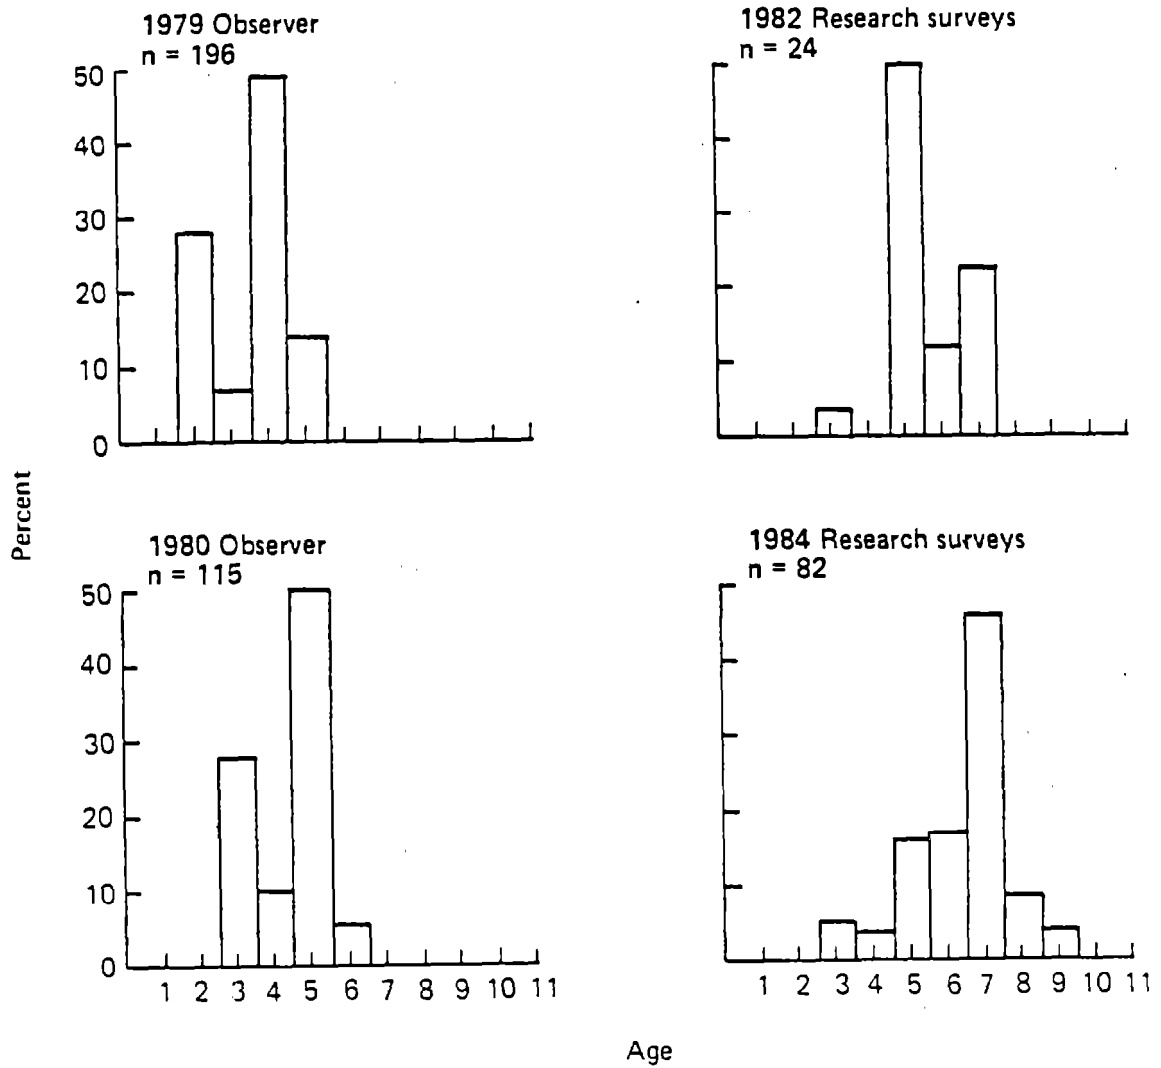 1979 Observer
n = 196
50
40
30
20
10
0
1982 Research surveys
n = 24
Percent
1980 Observer
n = 115
50
40
30
20
10
0
1 2 3 4 5 6 7 8 9 10 11
1984 Research surveys
n = 82
1 2 3 4 5 6 7 8 9 10 11
Age